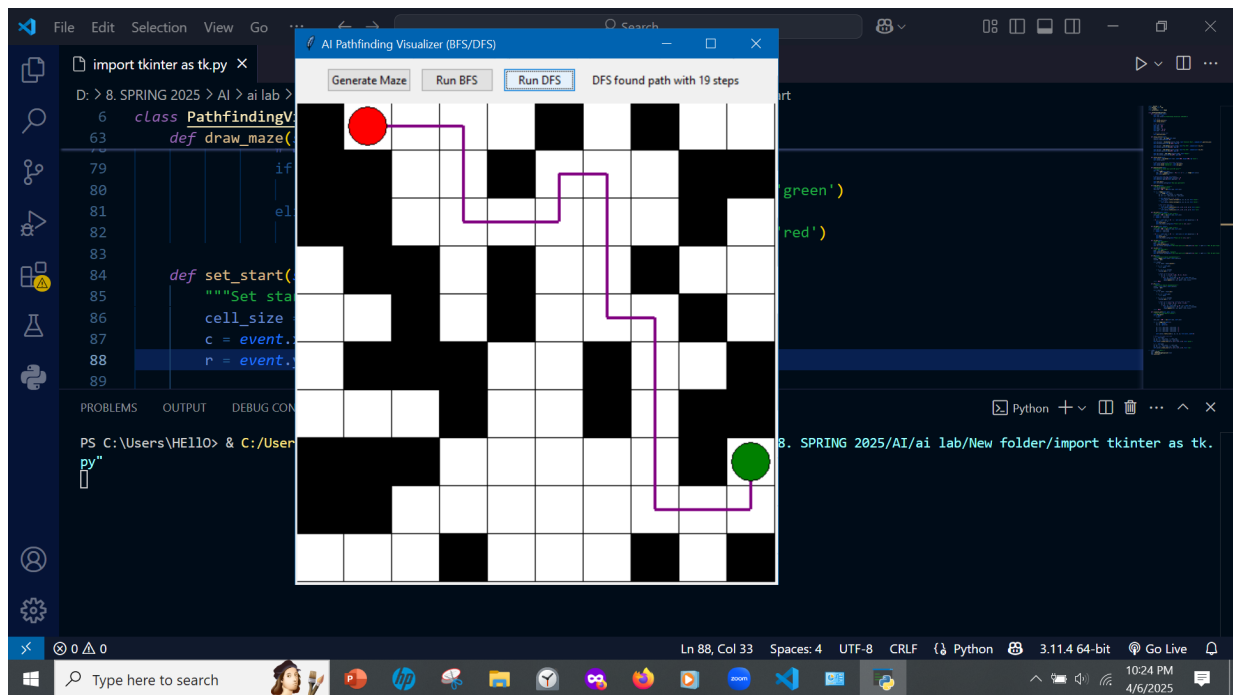 File Edit Selection View Go ... Search
AI Pathfinding Visualizer (BFS/DFS)
import tkinter as tk.py
Generate Maze Run BFS Run DFS DFS found path with 19 steps
D: > 8. SPRING 2025 > AI > ai lab >
6 class PathfindingV
63 def draw_maze(
79 if
80 'green')
81 el
82 'red')
83
84 def set_start(
85 """Set sta
86 cell_size
87 c = event.
88 r = event.
89
PROBLEMS OUTPUT DEBUG CON Python
PS C:\Users\HEllO> & C:/User 8. SPRING 2025/AI/ai lab/New folder/import tkinter as tk.
py"
Ln 88, Col 33 Spaces: 4 UTF-8 CRLF Python 3.11.4 64-bit Go Live
0 0
Type here to search
zoom
10:24 PM
4/6/2025